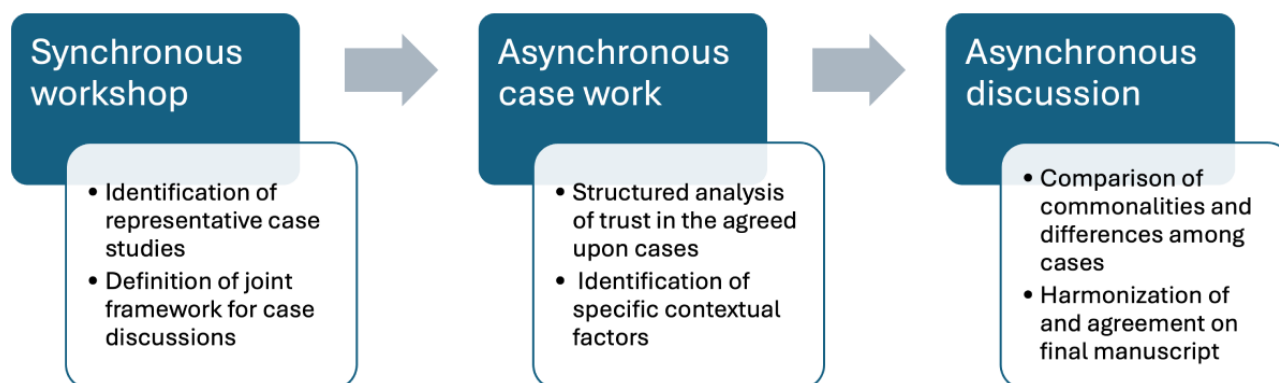 Synchronous
workshop
• Identification of
representative case
studies
• Definition of joint
framework for case
discussions
Asynchronous
case work
• Structured analysis
of trust in the agreed
upon cases
• Identification of
specific contextual
factors
Asynchronous
discussion
• Comparison of
commonalities and
differences among
cases
• Harmonization of
and agreement on
final manuscript